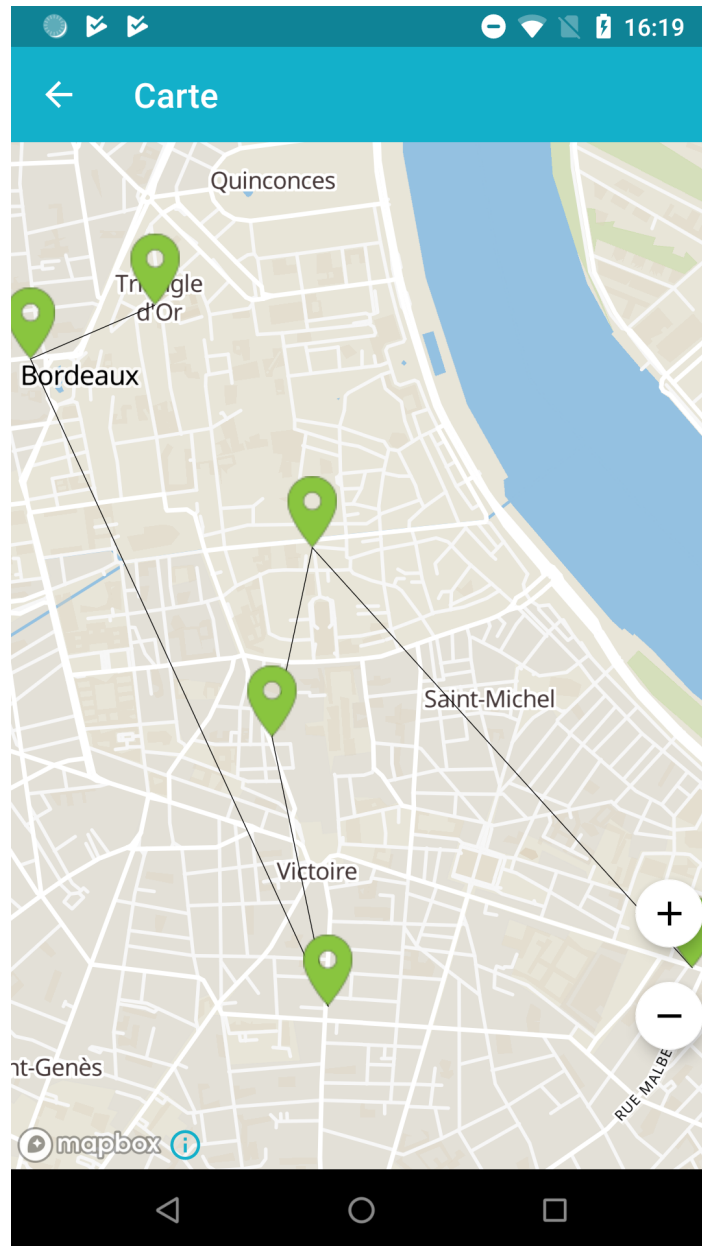 16:19
Carte
Quinconces
Triangle
d'Or
Bordeaux
Saint-Michel
Victoire
nt-Genès
RUE MALBE
mapbox